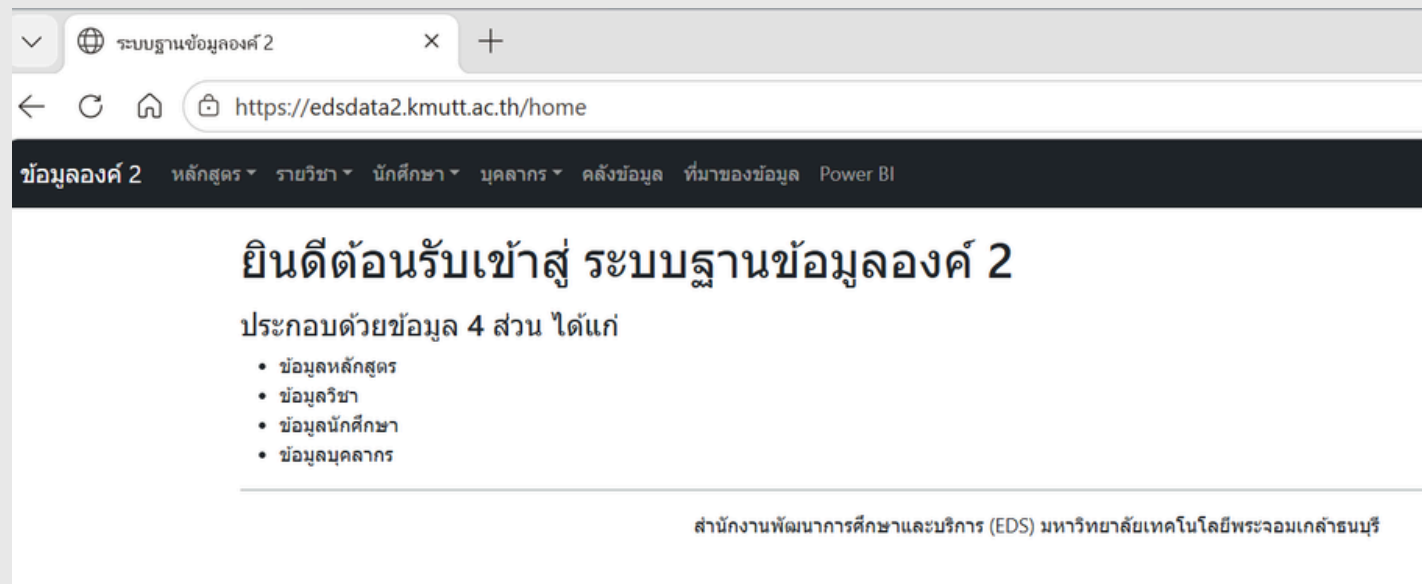 ระบบฐานข้อมูลองค์ 2
https://edsdata2.kmutt.ac.th/home
ข้อมูลองค์ 2 หลักสูตร รายวิชา นักศึกษา บุคลากร คลังข้อมูล ที่มาของข้อมูล Power BI
ยินดีต้อนรับเข้าสู่ ระบบฐานข้อมูลองค์ 2
ประกอบด้วยข้อมูล 4 ส่วน ได้แก่
• ข้อมูลหลักสูตร
• ข้อมูลวิชา
• ข้อมูลนักศึกษา
• ข้อมูลบุคลากร
สำนักงานพัฒนาการศึกษาและบริการ (EDS) มหาวิทยาลัยเทคโนโลยีพระจอมเกล้าธนบุรี